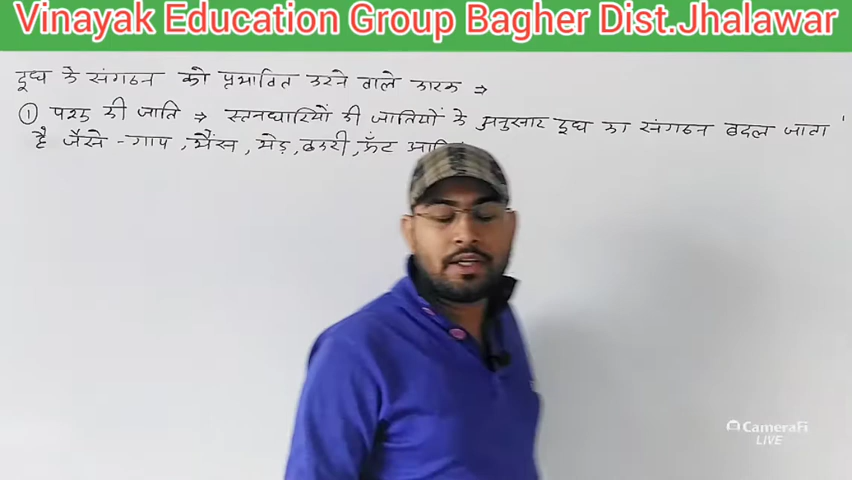 Vinayak Education Group Bagher Dist.Jhalawar
दूध के संगठन को प्रभावित करने वाले कारक ⇒
① पशु की जाति ⇒ स्तनधारियों की जातियों के अनुसार दूध का संगठन बदल जाता
है जैसे - गाय, भैंस, भेड़, बकरी, ऊँट आदि
CameraFi
LIVE